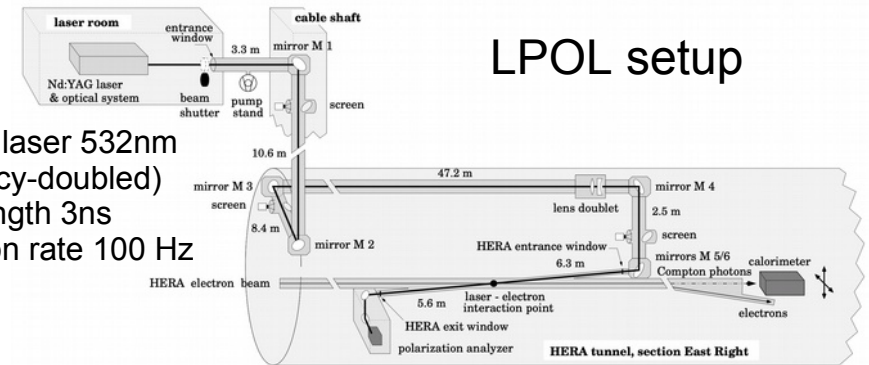 LPOL setup
laser room
cable shaft
entrance
window
3.3 m
mirror M 1
Nd:YAG laser
& optical system
beam
shutter
pump
stand
screen
laser 532nm
cy-doubled)
ngth 3ns
on rate 100 Hz
10.6 m
47.2 m
mirror M 3
mirror M 4
screen
lens doublet
2.5 m
8.4 m
mirror M 2
screen
HERA entrance window
mirrors M 5/6
calorimeter
6.3 m
Compton photons
HERA electron beam
laser - electron
interaction point
5.6 m
electrons
HERA exit window
polarization analyzer
HERA tunnel, section East Right